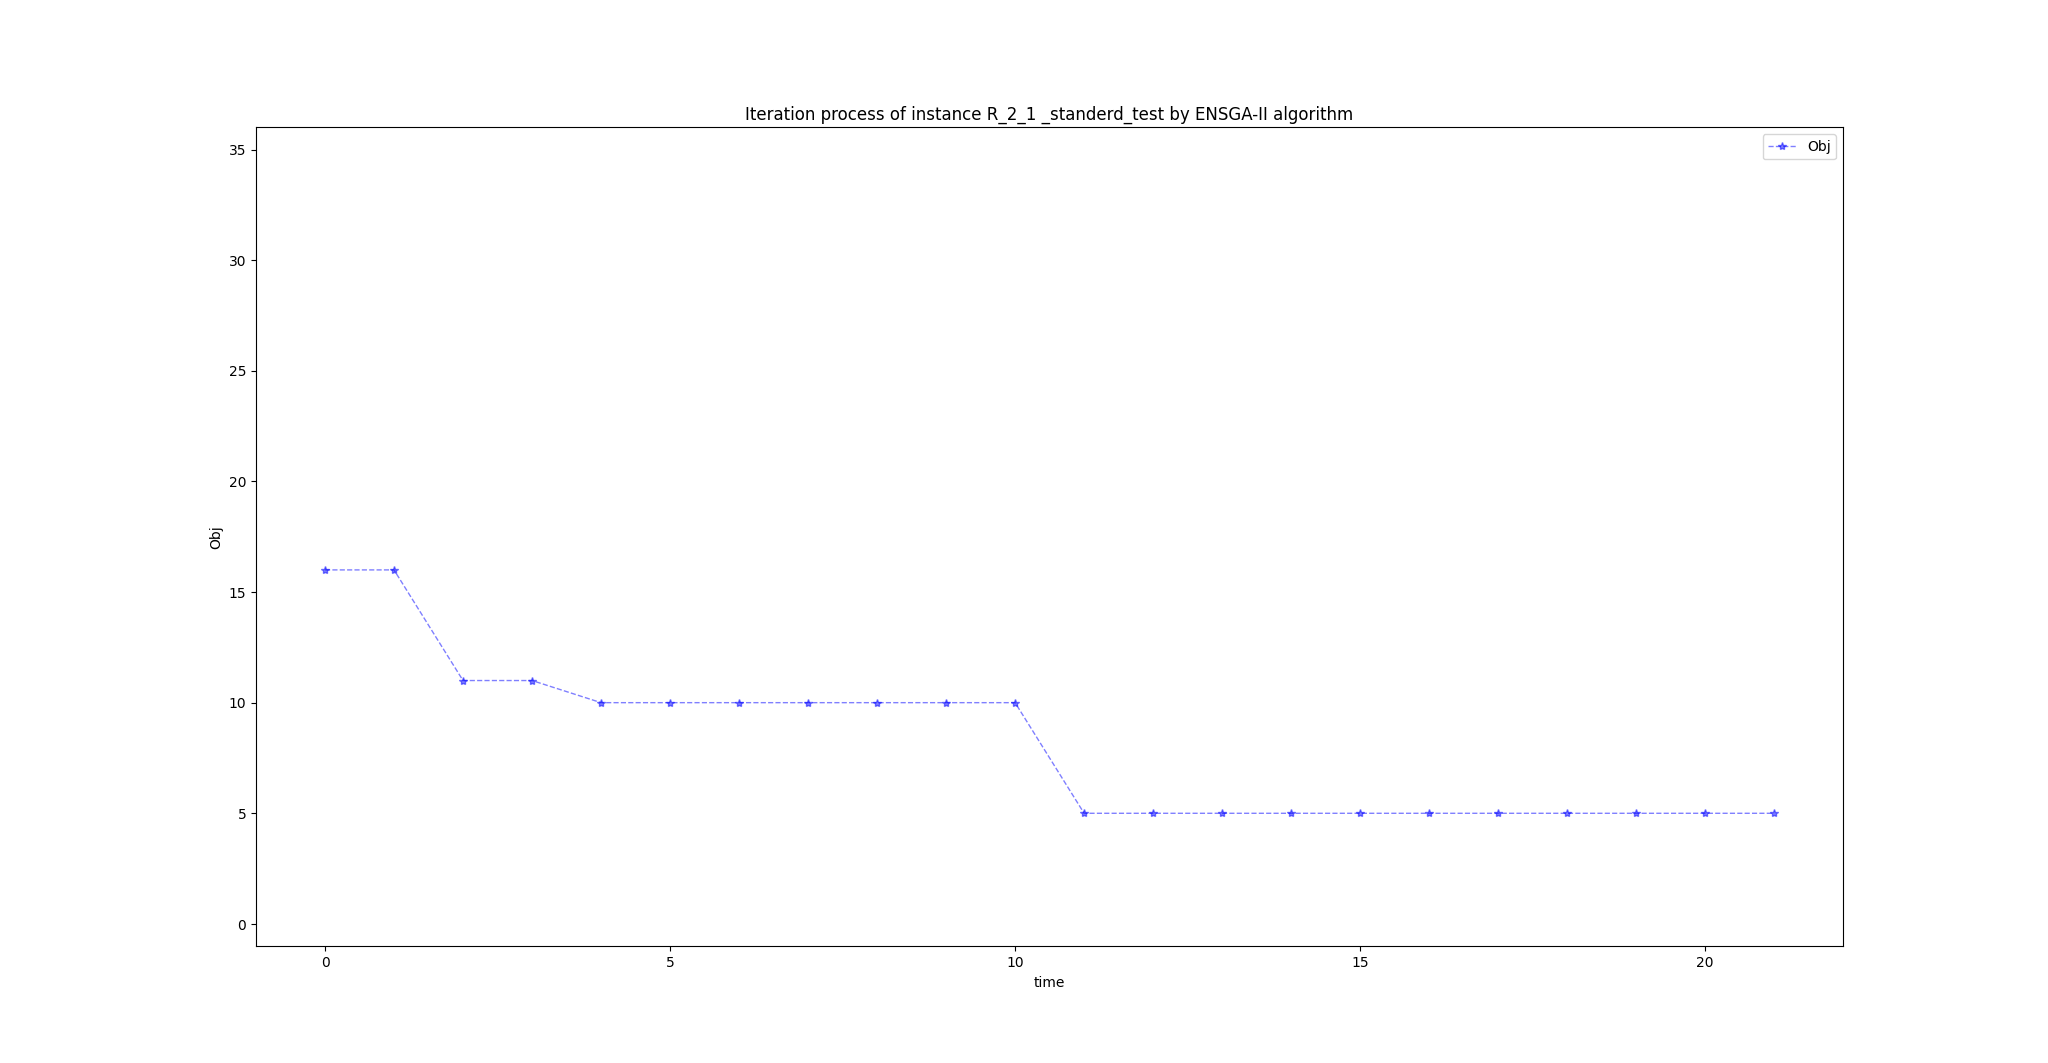 Iteration process of instance R_2_1 _standerd_test by ENSGA-II algorithm
Obj
35
30
25
20
15
10
5
0
Obj
0 5 10 15 20
time